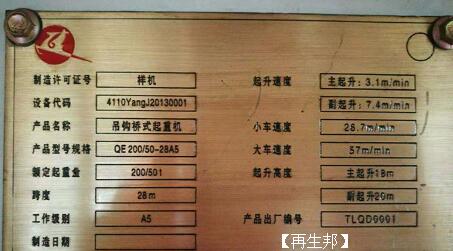 制造许可证号 样机 起升速度 主起升：3.1m/min
设备代码 4110YangJ20130001 副起升：7.4m/min
产品名称 吊钩桥式起重机 小车速度 28.7m/min
产品型号规格 QE 200/50-28A5 大车速度 57m/min
额定起重量 200/501 起升高度 主起升18m
跨度 28m 副起升20m
工作级别 A5 产品出厂编号 TLQD9991
制造日期
【再生邦】